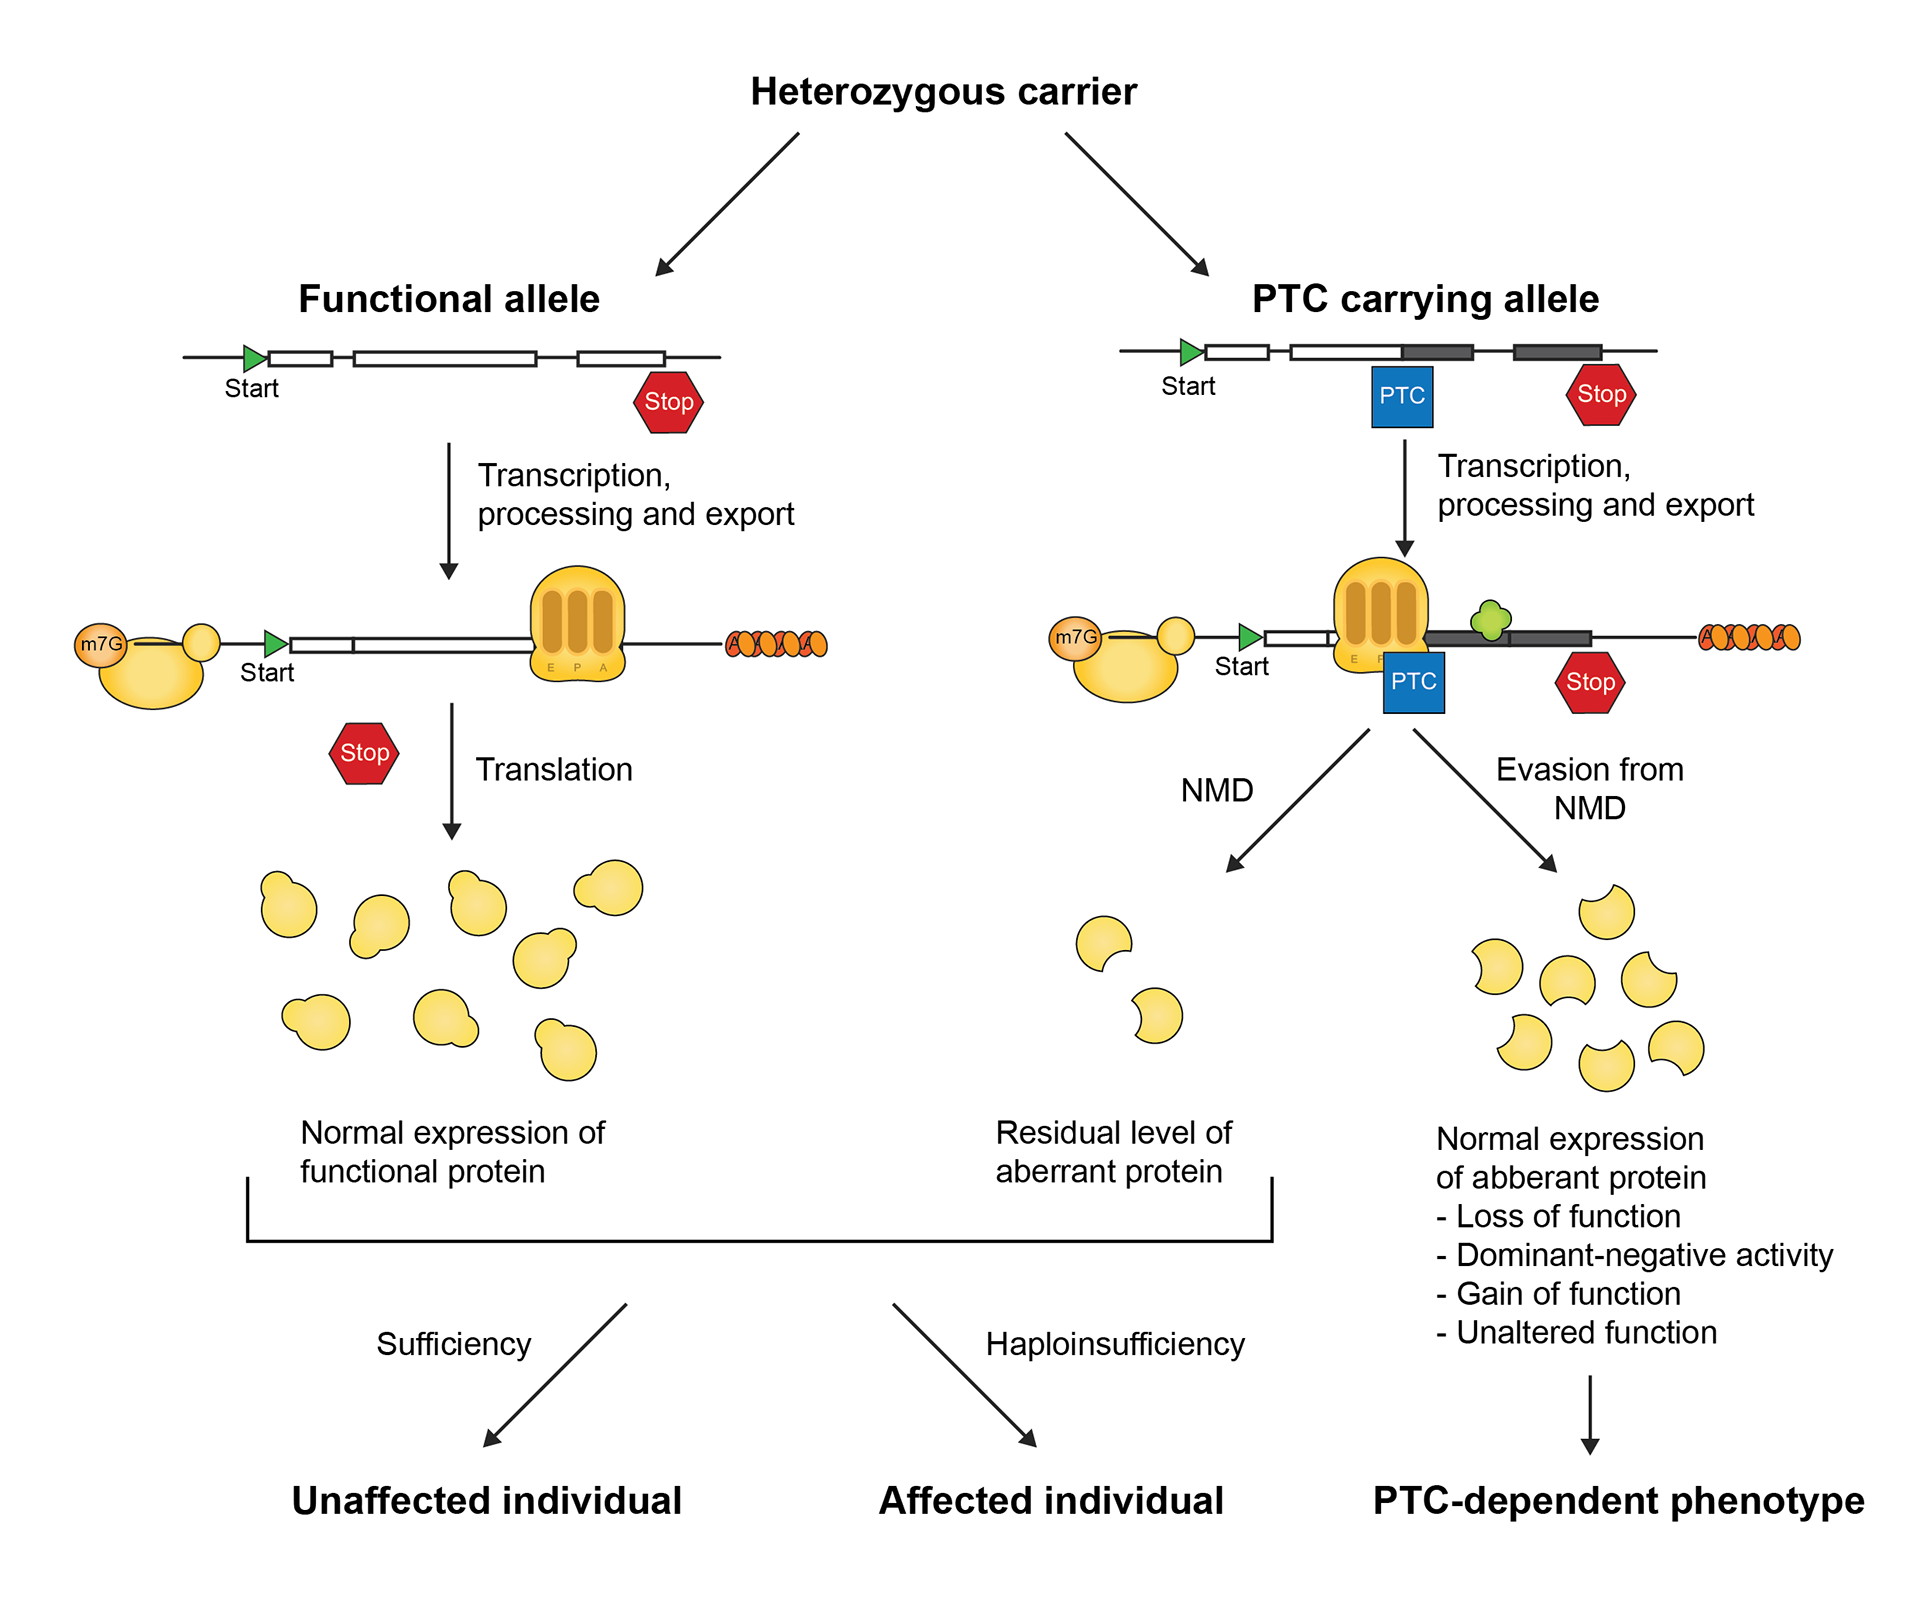 Heterozygous carrier
Functional allele
Start
Stop
Transcription,
processing and export
m7G
Start
E P A
Stop
Translation
Normal expression of
functional protein
PTC carrying allele
Start
PTC
Stop
Transcription,
processing and export
m7G
Start
E P
PTC
Stop
NMD
Evasion from
NMD
Residual level of
aberrant protein
Normal expression
of abberant protein
- Loss of function
- Dominant-negative activity
- Gain of function
- Unaltered function
Sufficiency
Haploinsufficiency
Unaffected individual
Affected individual
PTC-dependent phenotype